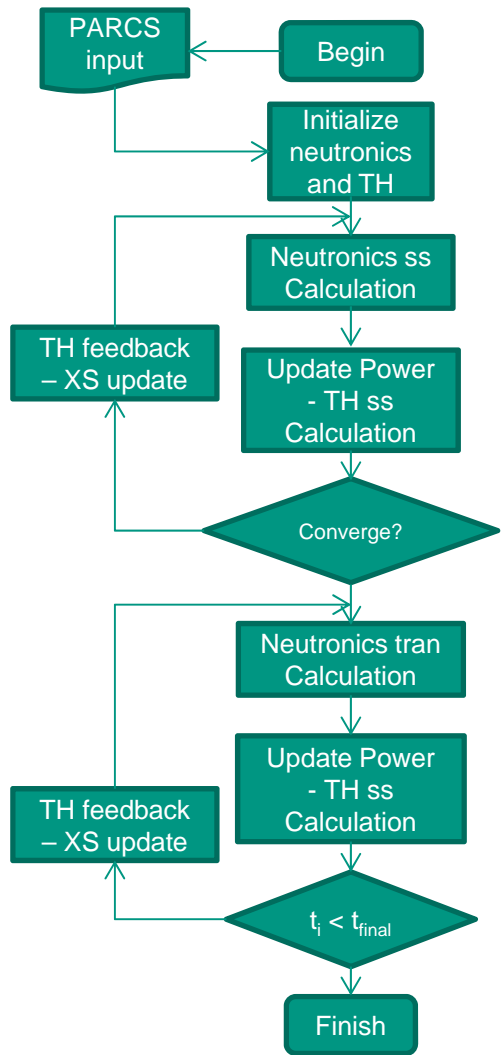 PARCS
input
Begin
Initialize
neutronics
and TH
Neutronics ss
Calculation
TH feedback
– XS update
Update Power
- TH ss
Calculation
Converge?
Neutronics tran
Calculation
TH feedback
– XS update
Update Power
- TH ss
Calculation
tᵢ < t_final
Finish